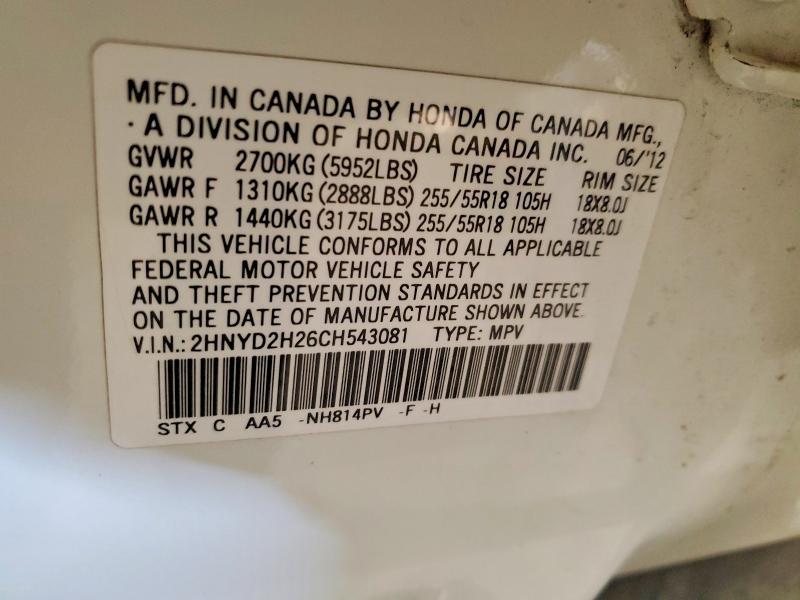 MFD. IN CANADA BY HONDA OF CANADA MFG.,
· A DIVISION OF HONDA CANADA INC. 06/'12
GVWR 2700KG (5952LBS) TIRE SIZE RIM SIZE
GAWR F 1310KG (2888LBS) 255/55R18 105H 18X8.0J
GAWR R 1440KG (3175LBS) 255/55R18 105H 18X8.0J
THIS VEHICLE CONFORMS TO ALL APPLICABLE
FEDERAL MOTOR VEHICLE SAFETY
AND THEFT PREVENTION STANDARDS IN EFFECT
ON THE DATE OF MANUFACTURE SHOWN ABOVE.
V.I.N.: 2HNYD2H26CH543081 TYPE: MPV
STX C AA5 -NH814PV -F -H